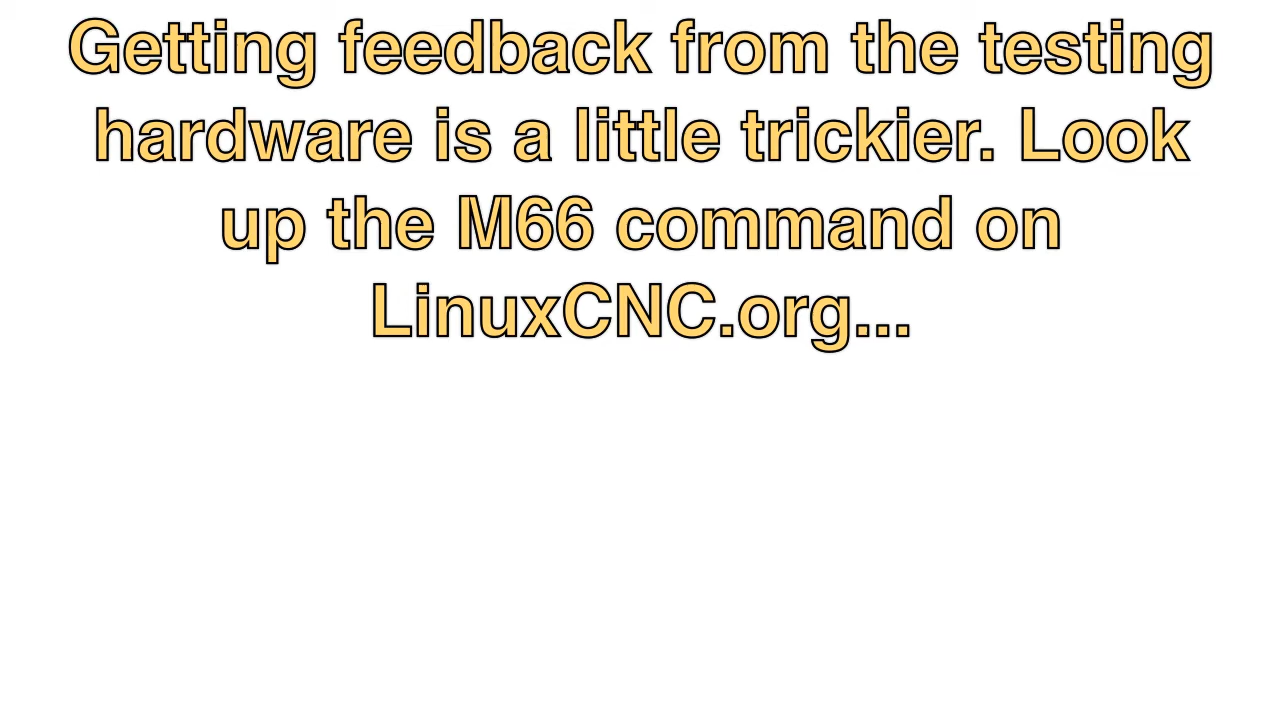 Getting feedback from the testing
hardware is a little trickier. Look
up the M66 command on
LinuxCNC.org...